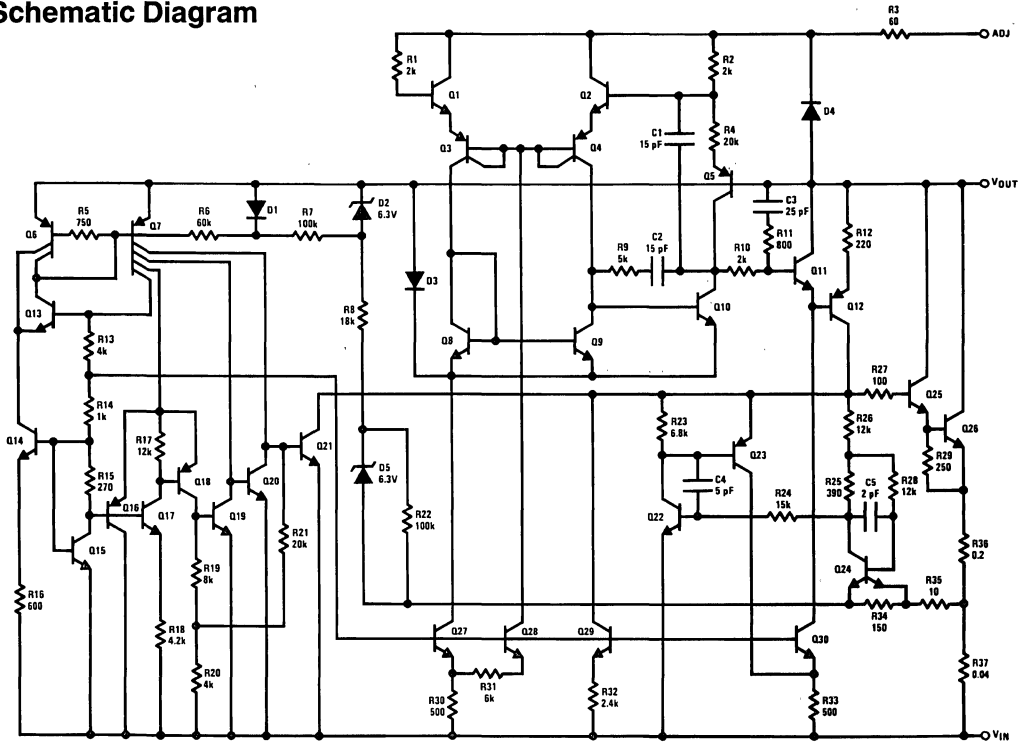 Schematic Diagram
R3
60
ADJ
R1
2k
Q1
Q2
R2
2k
D4
C1
15 pF
R4
20k
Q3
Q4
Q5
VOUT
R5
750
Q6
Q7
R6
60k
D1
R7
100k
D2
6.3V
C3
25 pF
R11
800
R12
220
D3
R9
5k
C2
15 pF
R10
2k
Q11
Q12
Q13
R8
18k
Q10
R13
4k
Q8
Q9
R27
100
Q25
R14
1k
Q14
R17
12k
Q21
R23
6.8k
R26
12k
Q26
Q18
D5
6.3V
Q23
R29
250
R15
270
Q20
C4
5 pF
R25
390
C5
2 pF
R28
12k
Q16
Q17
Q19
R22
100k
Q22
R24
15k
R21
20k
Q15
Q24
R36
0.2
R19
8k
R16
600
R35
10
R34
150
R18
4.2k
Q27
Q28
Q29
Q30
R20
4k
R31
6k
R30
500
R32
2.4k
R33
500
R37
0.04
VIN